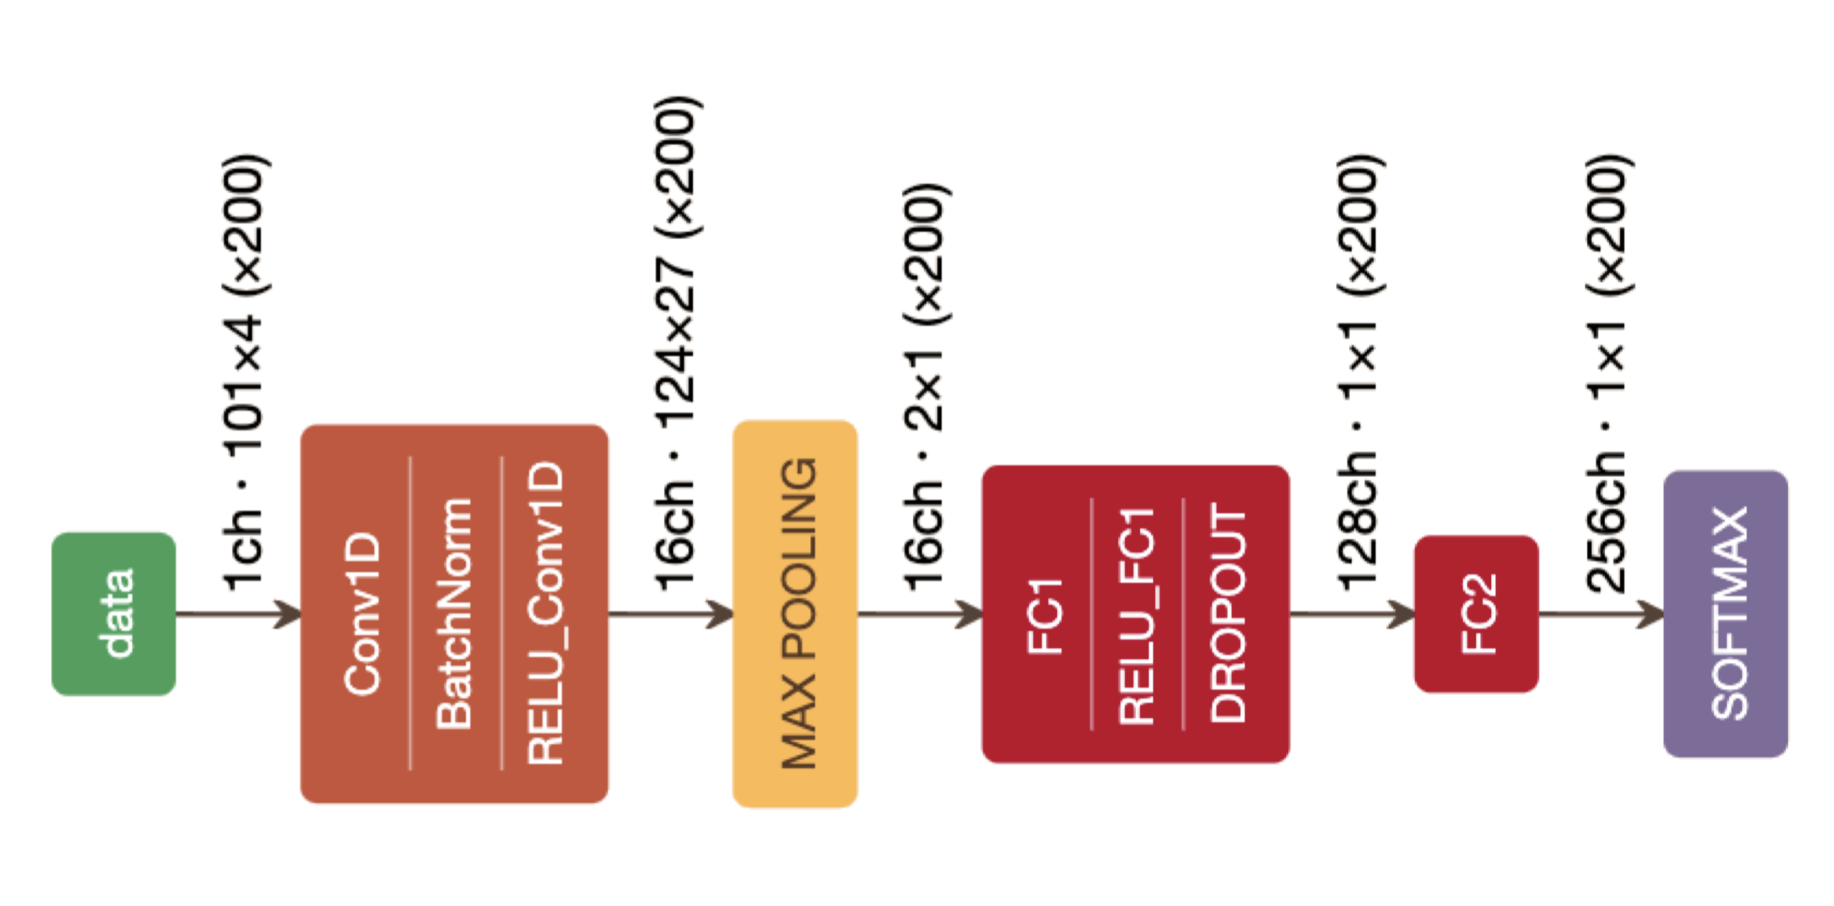 data
1ch · 101×4 (×200)
Conv1D
BatchNorm
RELU_Conv1D
16ch · 124×27 (×200)
MAX POOLING
16ch · 2×1 (×200)
FC1
RELU_FC1
DROPOUT
128ch · 1×1 (×200)
FC2
256ch · 1×1 (×200)
SOFTMAX